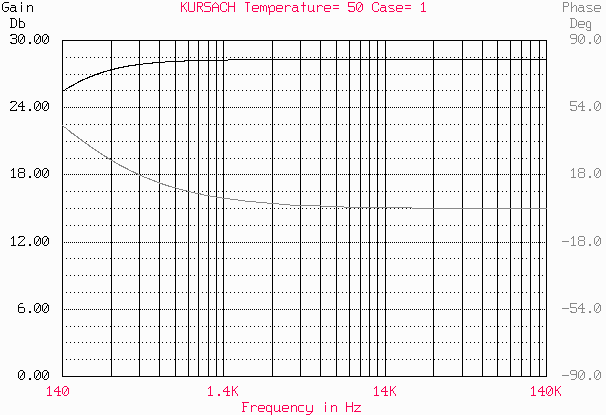 Gain KURSACH Temperature= 50 Case= 1 Phase
Db Deg
30.00 90.0
24.00 54.0
18.00 18.0
12.00 -18.0
6.00 -54.0
0.00 -90.0
140 1.4K 14K 140K
Frequency in Hz